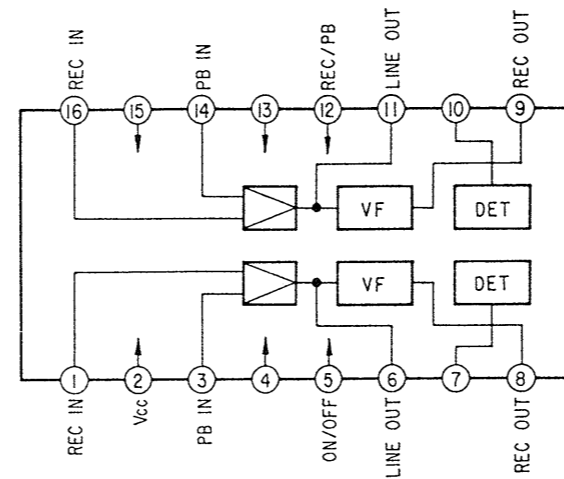 REC IN
PB IN
REC/PB
LINE OUT
REC OUT
16 15 14 13 12 11 10 9
VF DET
VF DET
1 2 3 4 5 6 7 8
REC IN
Vcc
PB IN
ON/OFF
LINE OUT
REC OUT